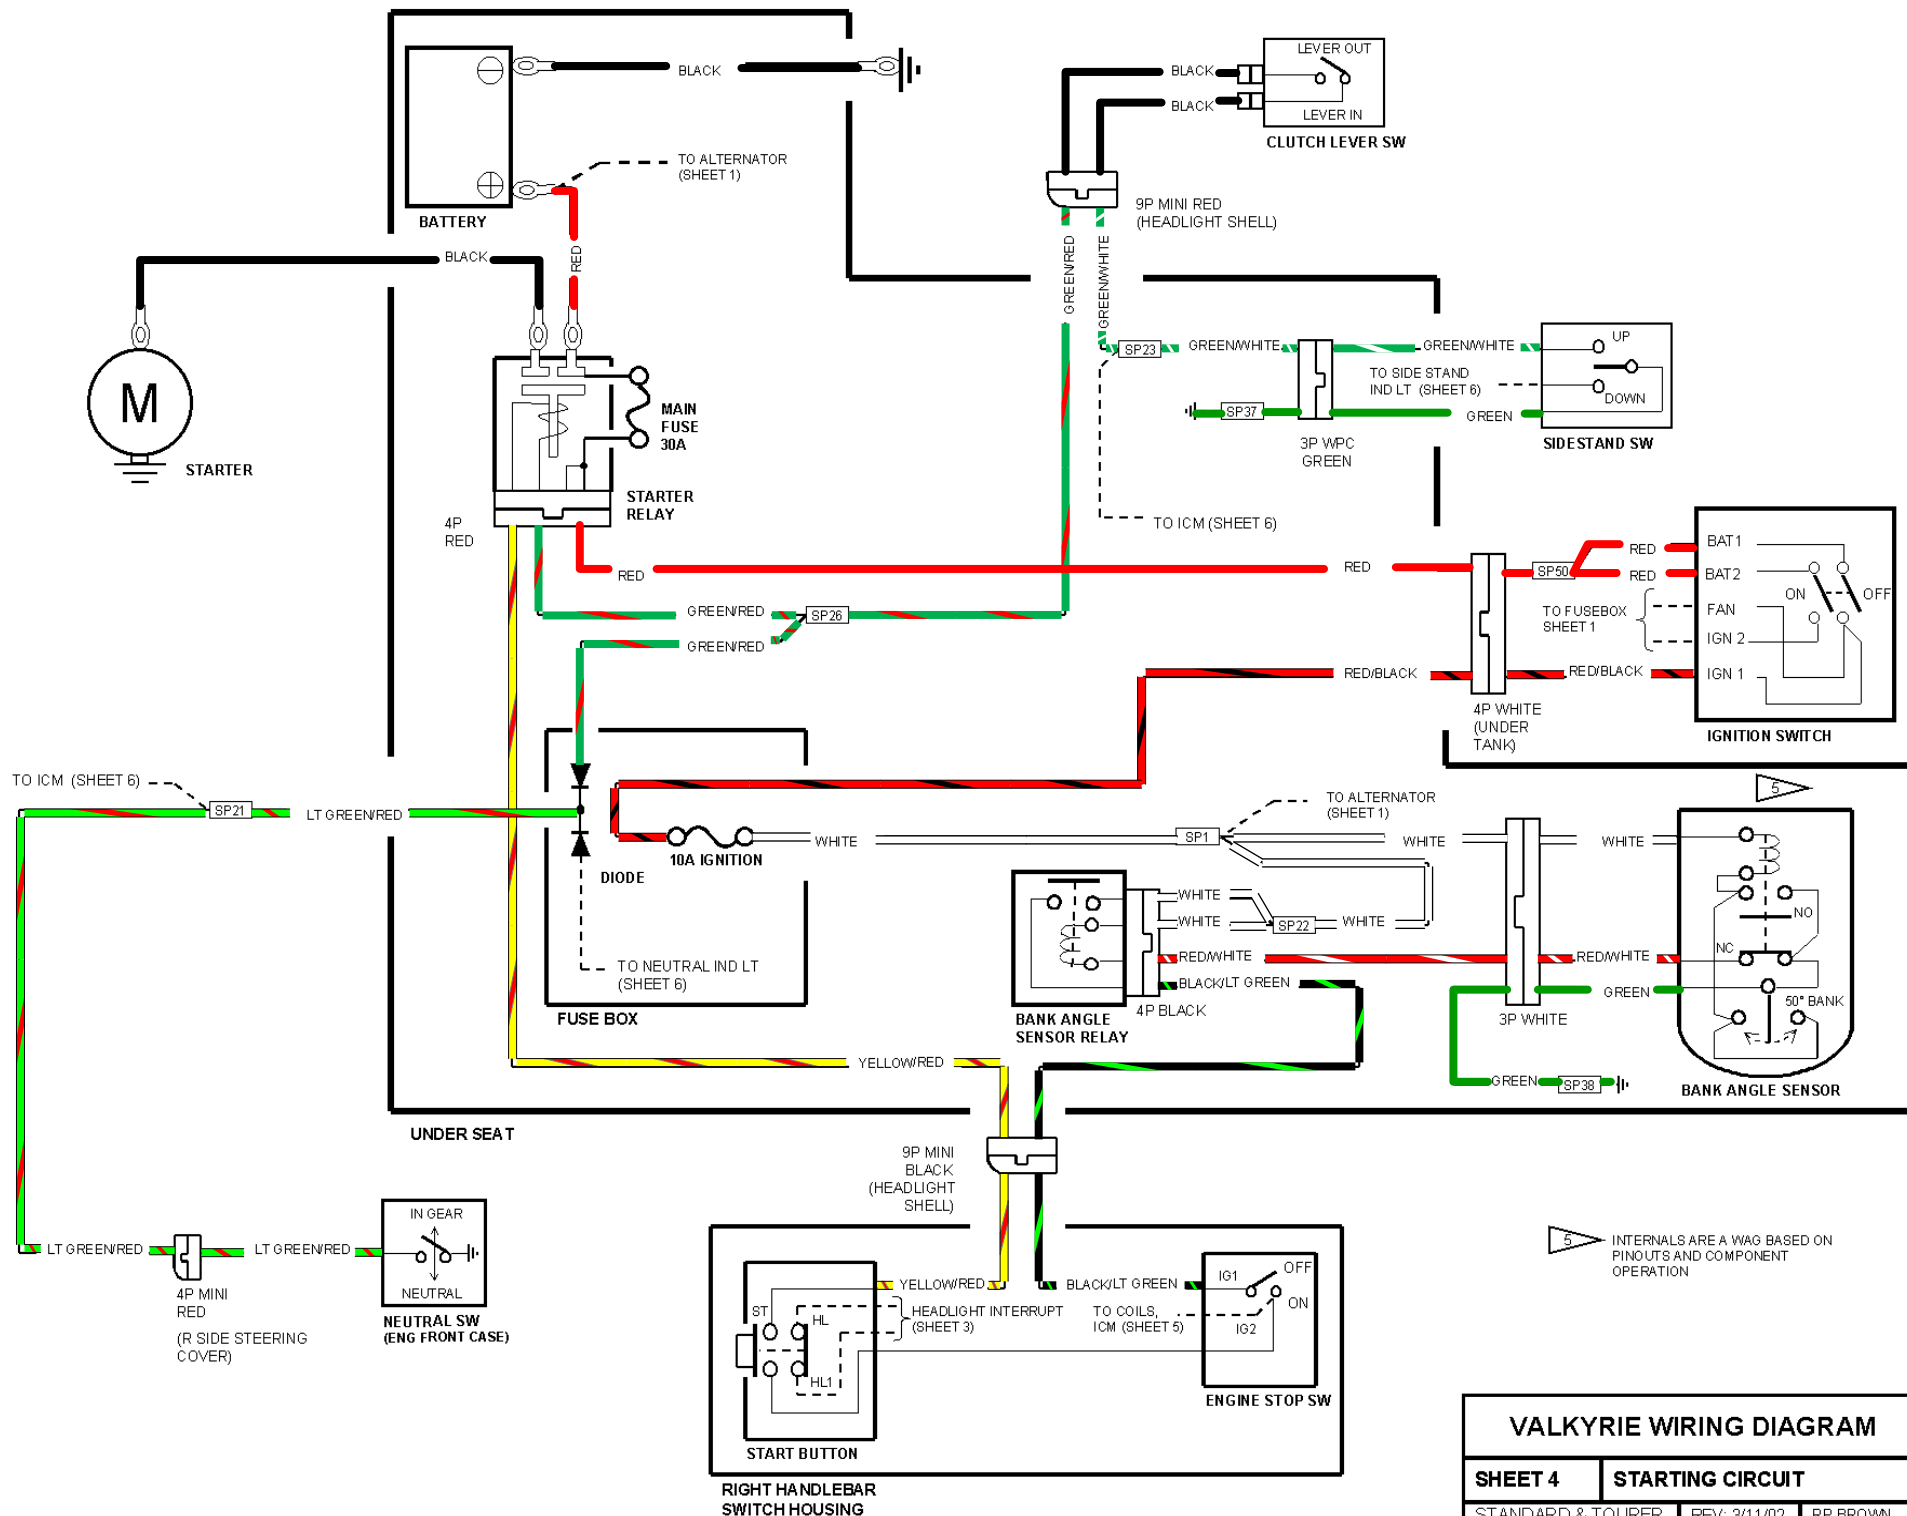 BLACK
LEVER OUT
BLACK
BLACK
LEVER IN
CLUTCH LEVER SW
TO ALTERNATOR
(SHEET 1)
BATTERY
9P MINI RED
(HEADLIGHT SHELL)
BLACK
RED
GREEN/RED
GREEN/WHITE
SP23
GREEN/WHITE
GREEN/WHITE
UP
TO SIDE STAND
IND LT (SHEET 6)
DOWN
SP37
GREEN
SIDESTAND SW
3P WPC
GREEN
M
STARTER
MAIN
FUSE
30A
STARTER
RELAY
4P
RED
TO ICM (SHEET 6)
RED
RED
SP50
RED
RED
BAT1
BAT2
ON
OFF
TO FUSEBOX
SHEET 1
FAN
IGN 2
IGN 1
GREEN/RED
SP26
GREEN/RED
RED/BLACK
RED/BLACK
4P WHITE
(UNDER
TANK)
IGNITION SWITCH
TO ICM (SHEET 6)
SP21
LT GREEN/RED
5
TO ALTERNATOR
(SHEET 1)
10A IGNITION
WHITE
SP1
WHITE
WHITE
DIODE
WHITE
WHITE
SP22
WHITE
NO
NC
RED/WHITE
RED/WHITE
BLACK/LT GREEN
GREEN
50° BANK
TO NEUTRAL IND LT
(SHEET 6)
FUSE BOX
BANK ANGLE
SENSOR RELAY
4P BLACK
3P WHITE
YELLOW/RED
GREEN
SP38
BANK ANGLE SENSOR
UNDER SEAT
9P MINI
BLACK
(HEADLIGHT
SHELL)
IN GEAR
LT GREEN/RED
LT GREEN/RED
NEUTRAL
4P MINI
RED
(R SIDE STEERING
COVER)
NEUTRAL SW
(ENG FRONT CASE)
5
INTERNALS ARE A WAG BASED ON
PINOUTS AND COMPONENT
OPERATION
YELLOW/RED
BLACK/LT GREEN
IG1
OFF
ON
IG2
ST
HL
HL1
HEADLIGHT INTERRUPT
(SHEET 3)
TO COILS,
ICM (SHEET 5)
ENGINE STOP SW
START BUTTON
RIGHT HANDLEBAR
SWITCH HOUSING
VALKYRIE WIRING DIAGRAM
SHEET 4
STARTING CIRCUIT
STANDARD & TOURER
REV: 3/11/02
RP BROWN